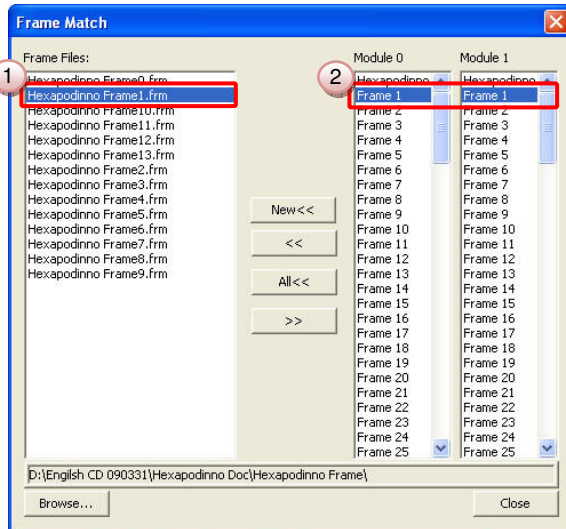 Frame Match
Frame Files:
Module 0
Module 1
1
2
Hexapodinno Frame0.frm
Hexapodinno Frame1.frm
Hexapodinno Frame10.frm
Hexapodinno Frame11.frm
Hexapodinno Frame12.frm
Hexapodinno Frame13.frm
Hexapodinno Frame2.frm
Hexapodinno Frame3.frm
Hexapodinno Frame4.frm
Hexapodinno Frame5.frm
Hexapodinno Frame6.frm
Hexapodinno Frame7.frm
Hexapodinno Frame8.frm
Hexapodinno Frame9.frm
New<<
<<
All<<
>>
Hexapodinno
Frame 1
Frame 2
Frame 3
Frame 4
Frame 5
Frame 6
Frame 7
Frame 8
Frame 9
Frame 10
Frame 11
Frame 12
Frame 13
Frame 14
Frame 15
Frame 16
Frame 17
Frame 18
Frame 19
Frame 20
Frame 21
Frame 22
Frame 23
Frame 24
Frame 25
Hexapodinno
Frame 1
Frame 2
Frame 3
Frame 4
Frame 5
Frame 6
Frame 7
Frame 8
Frame 9
Frame 10
Frame 11
Frame 12
Frame 13
Frame 14
Frame 15
Frame 16
Frame 17
Frame 18
Frame 19
Frame 20
Frame 21
Frame 22
Frame 23
Frame 24
Frame 25
D:\Engilsh CD 090331\Hexapodinno Doc\Hexapodinno Frame\
Browse...
Close